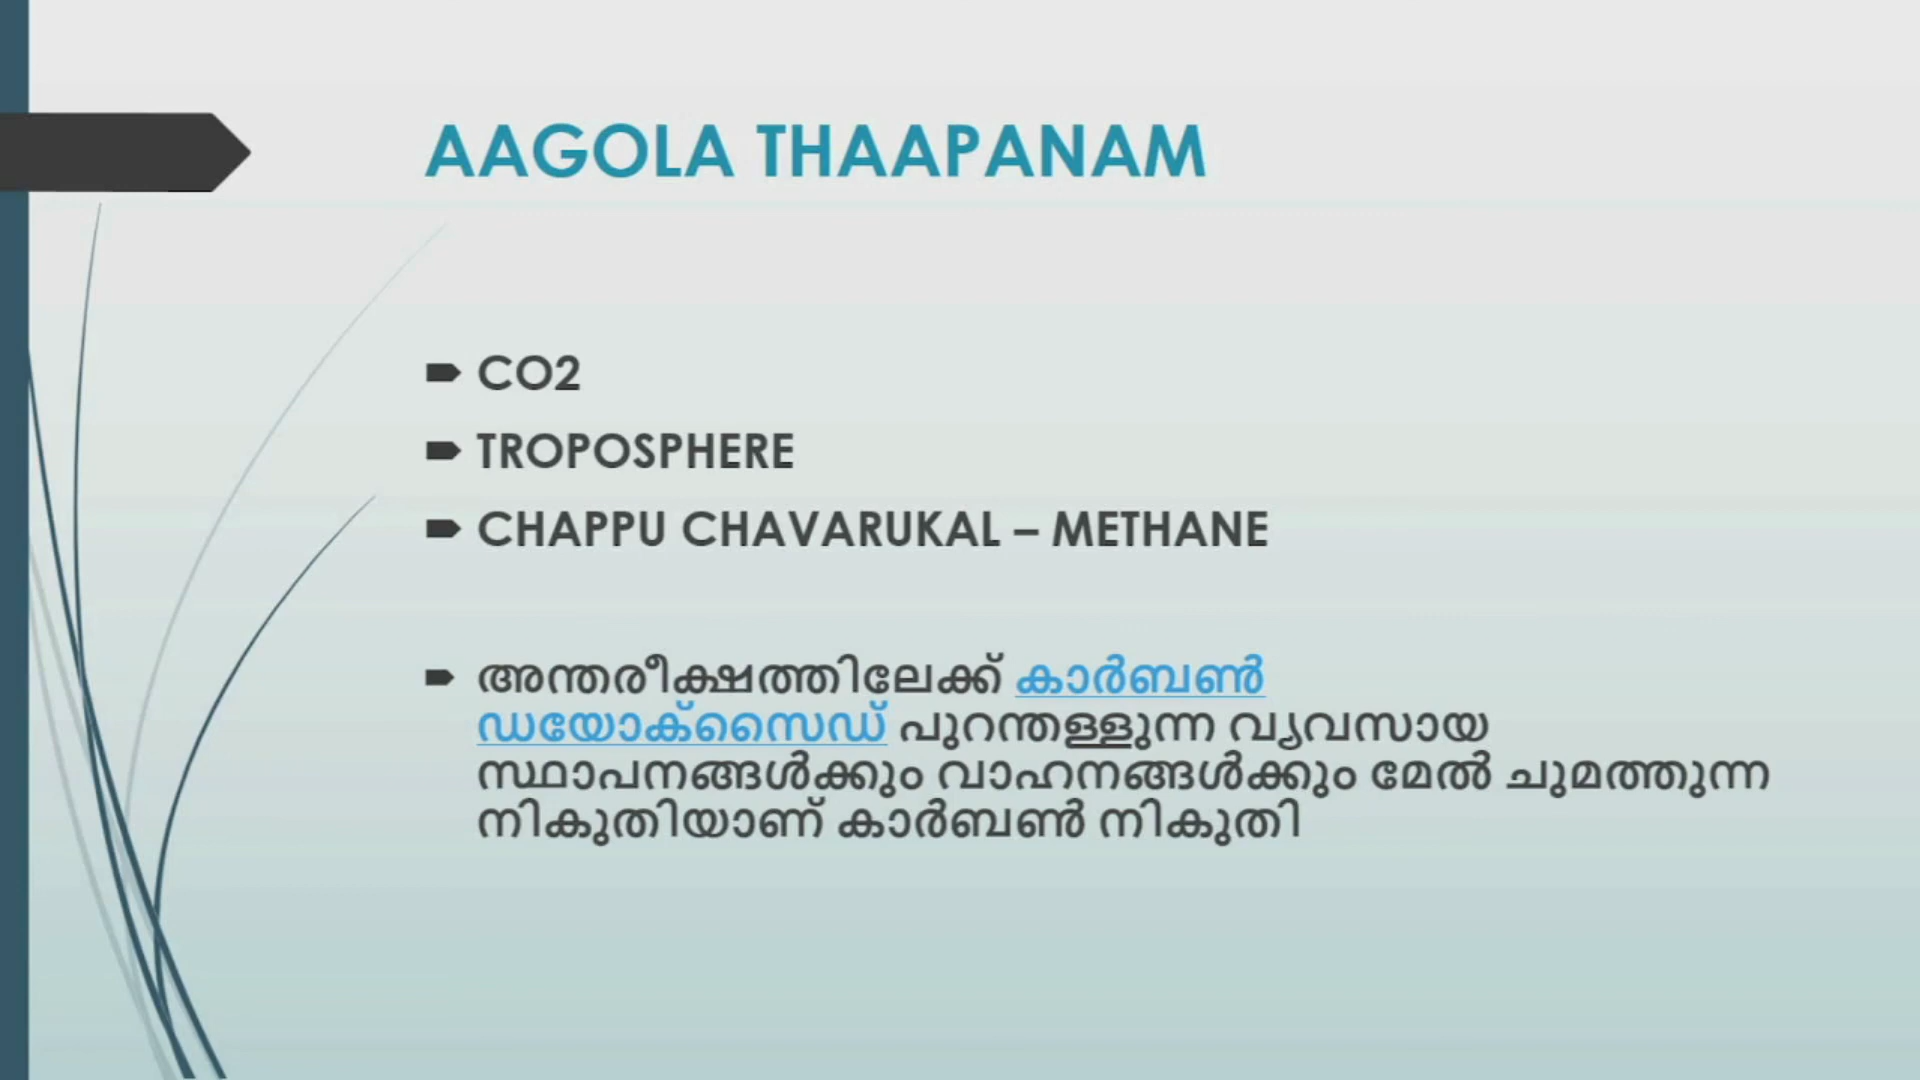 AAGOLA THAAPANAM
CO2
TROPOSPHERE
CHAPPU CHAVARUKAL – METHANE
അന്തരീക്ഷത്തിലേക്ക് കാർബൺ
ഡയോക്സൈഡ് പുറന്തള്ളുന്ന വ്യവസായ
സ്ഥാപനങ്ങൾക്കും വാഹനങ്ങൾക്കും മേൽ ചുമത്തുന്ന
നികുതിയാണ് കാർബൺ നികുതി